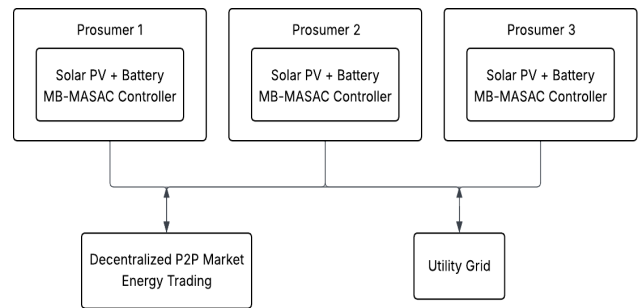 Prosumer 1
Solar PV + Battery
MB-MASAC Controller
Prosumer 2
Solar PV + Battery
MB-MASAC Controller
Prosumer 3
Solar PV + Battery
MB-MASAC Controller
Decentralized P2P Market
Energy Trading
Utility Grid